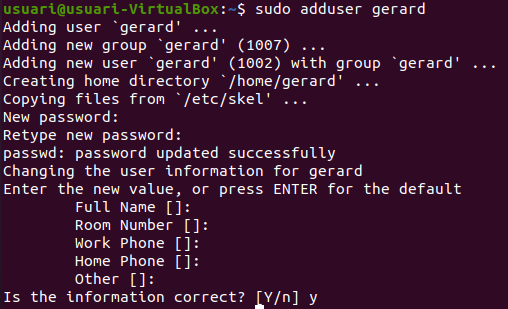 usuari@usuari-VirtualBox:~$ sudo adduser gerard
Adding user `gerard' ...
Adding new group `gerard' (1007) ...
Adding new user `gerard' (1002) with group `gerard' ...
Creating home directory `/home/gerard' ...
Copying files from `/etc/skel' ...
New password:
Retype new password:
passwd: password updated successfully
Changing the user information for gerard
Enter the new value, or press ENTER for the default
        Full Name []:
        Room Number []:
        Work Phone []:
        Home Phone []:
        Other []:
Is the information correct? [Y/n] y